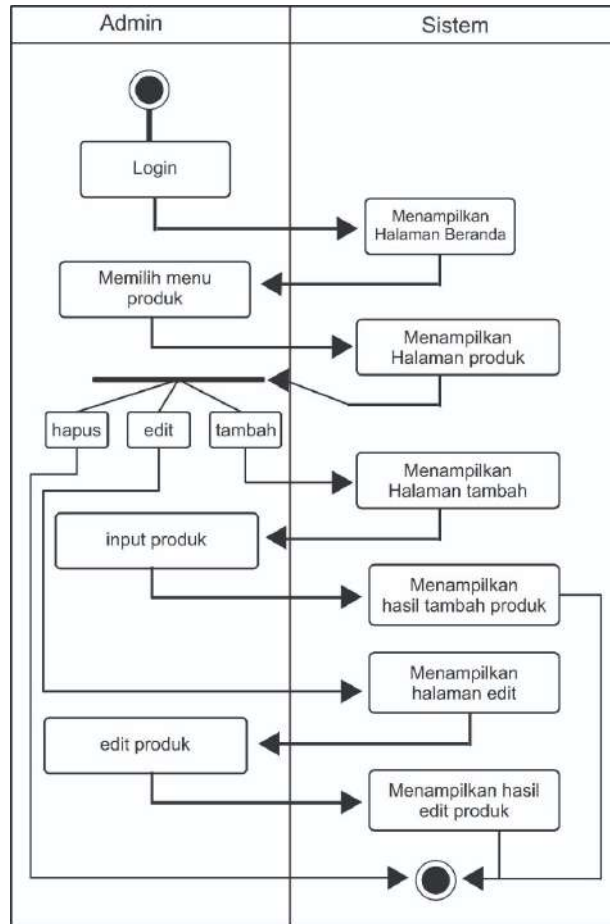 Admin
Sistem
Login
Menampilkan
Halaman Beranda
Memilih menu
produk
Menampilkan
Halaman produk
hapus
edit
tambah
Menampilkan
Halaman tambah
input produk
Menampilkan
hasil tambah produk
Menampilkan
halaman edit
edit produk
Menampilkan hasil
edit produk